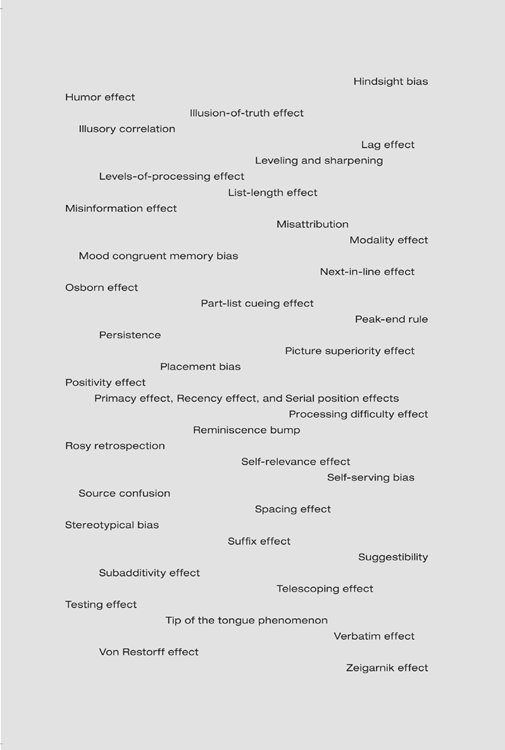 Hindsight bias
Humor effect
Illusion-of-truth effect
Illusory correlation
Lag effect
Leveling and sharpening
Levels-of-processing effect
List-length effect
Misinformation effect
Misattribution
Modality effect
Mood congruent memory bias
Next-in-line effect
Osborn effect
Part-list cueing effect
Peak-end rule
Persistence
Picture superiority effect
Placement bias
Positivity effect
Primacy effect, Recency effect, and Serial position effects
Processing difficulty effect
Reminiscence bump
Rosy retrospection
Self-relevance effect
Self-serving bias
Source confusion
Spacing effect
Stereotypical bias
Suffix effect
Suggestibility
Subadditivity effect
Telescoping effect
Testing effect
Tip of the tongue phenomenon
Verbatim effect
Von Restorff effect
Zeigarnik effect